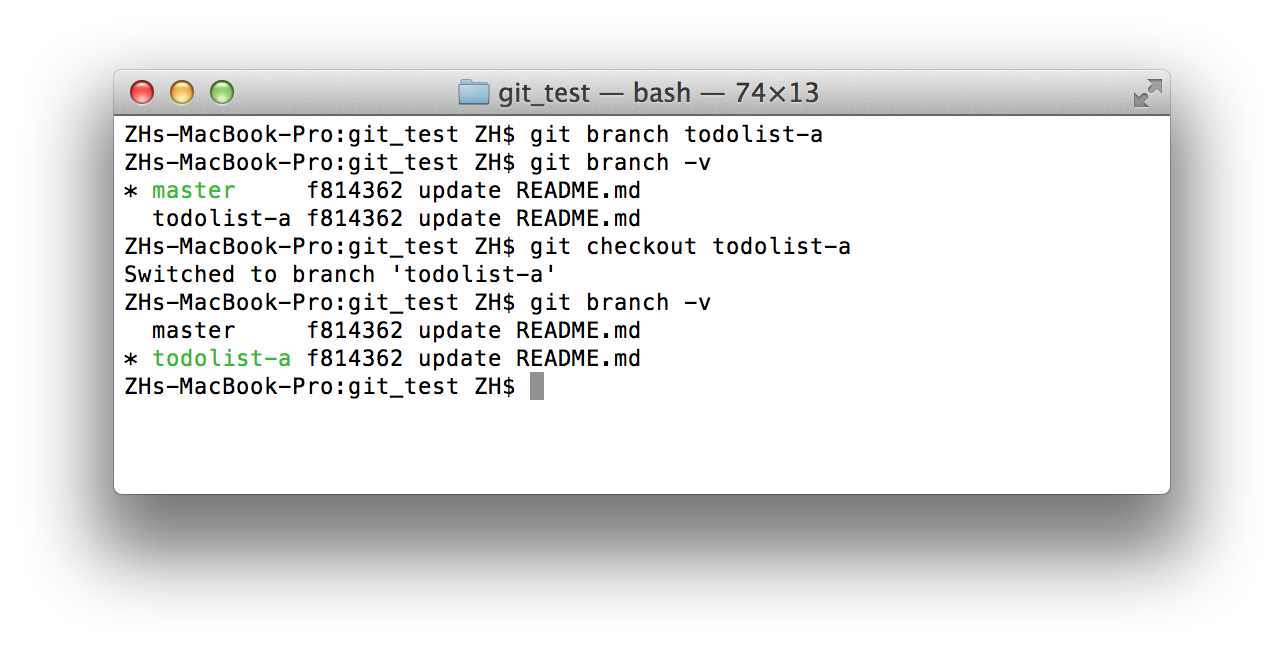 git_test — bash — 74×13
ZHs-MacBook-Pro:git_test ZH$ git branch todolist-a
ZHs-MacBook-Pro:git_test ZH$ git branch -v
* master     f814362 update README.md
  todolist-a f814362 update README.md
ZHs-MacBook-Pro:git_test ZH$ git checkout todolist-a
Switched to branch 'todolist-a'
ZHs-MacBook-Pro:git_test ZH$ git branch -v
  master     f814362 update README.md
* todolist-a f814362 update README.md
ZHs-MacBook-Pro:git_test ZH$